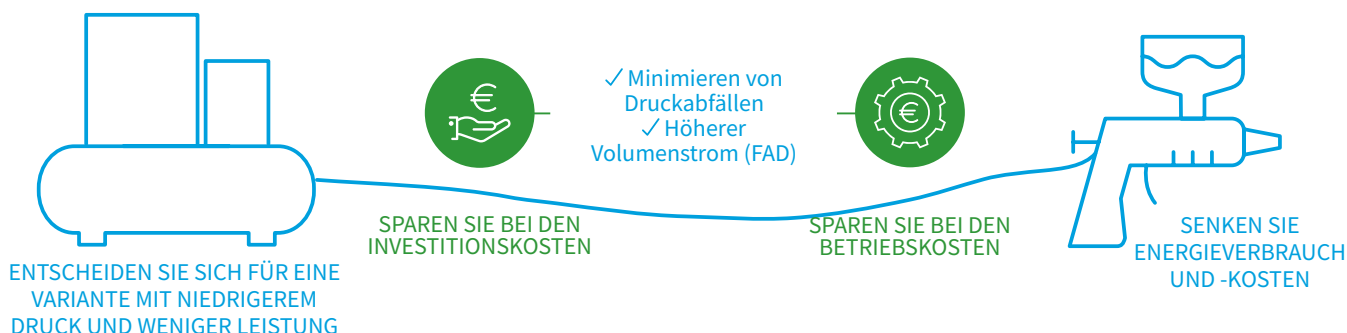 ✓ Minimieren von
Druckabfällen
✓ Höherer
Volumenstrom (FAD)
SPAREN SIE BEI DEN
INVESTITIONSKOSTEN
SPAREN SIE BEI DEN
BETRIEBSKOSTEN
SENKEN SIE
ENERGIEVERBRAUCH
UND -KOSTEN
ENTSCHEIDEN SIE SICH FÜR EINE
VARIANTE MIT NIEDRIGEREM
DRUCK UND WENIGER LEISTUNG